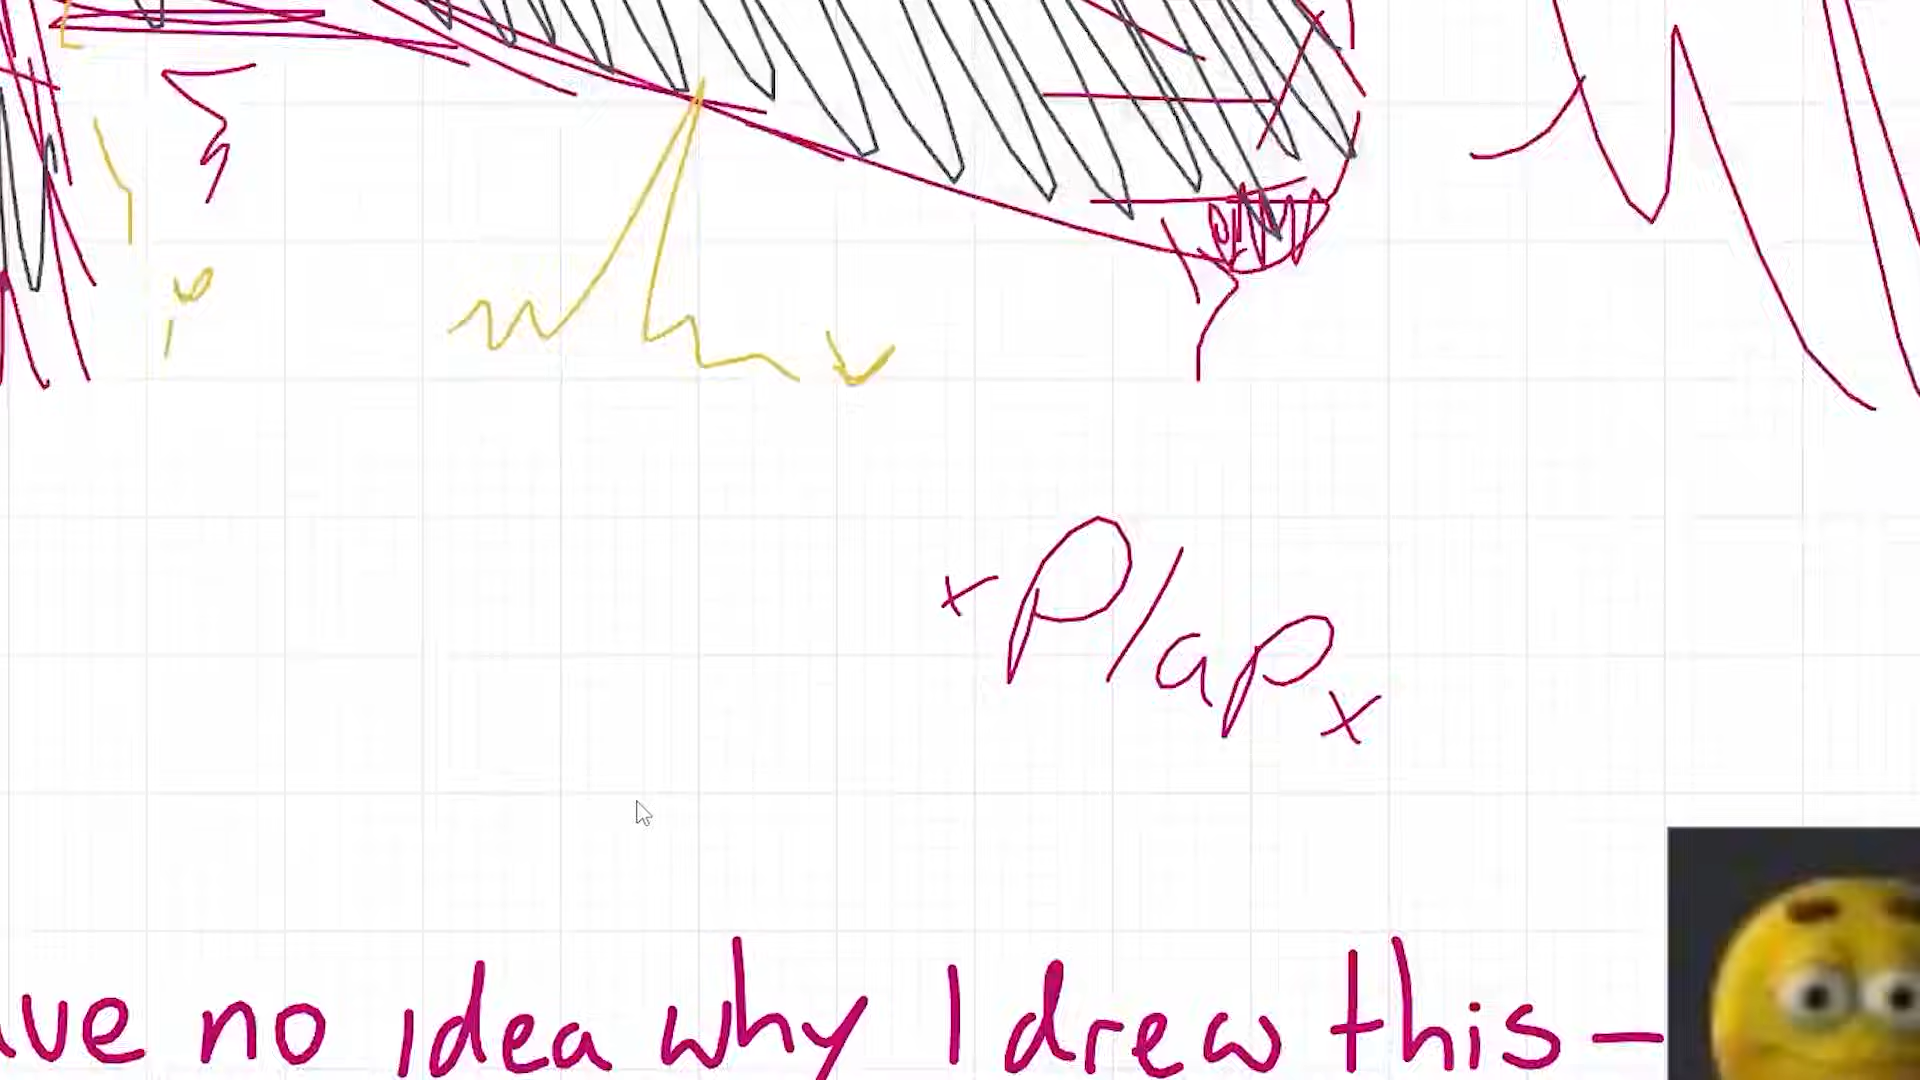 x Plap x
ve no idea why I drew this –